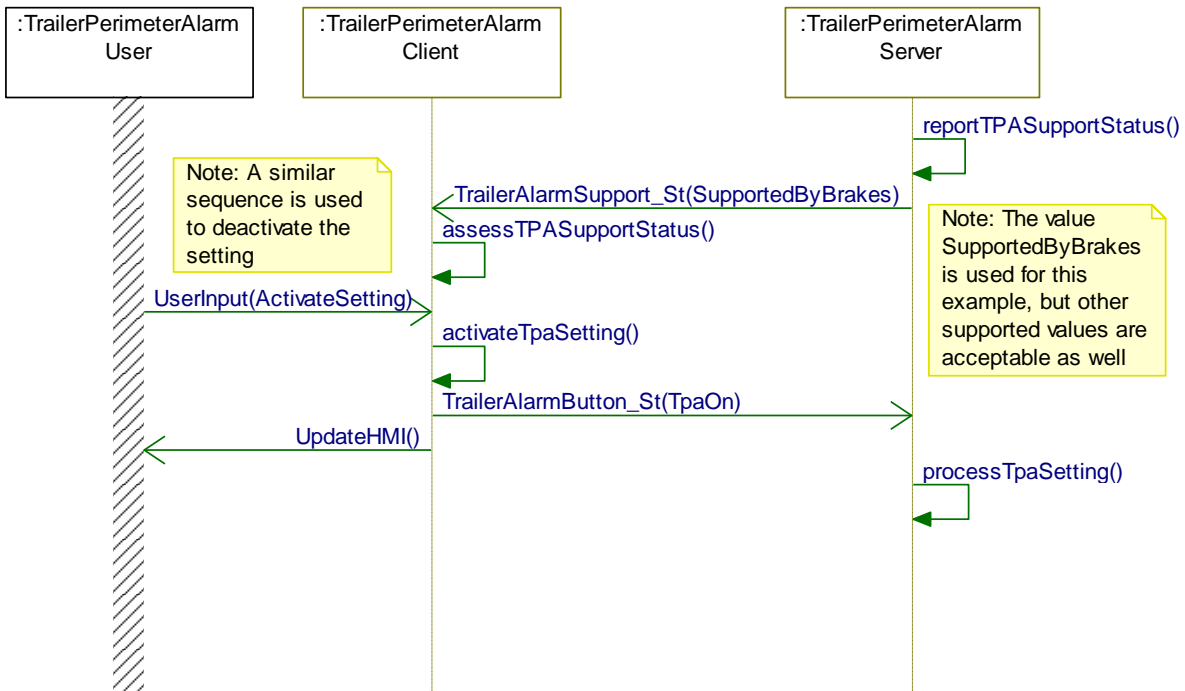 :TrailerPerimeterAlarm
User
:TrailerPerimeterAlarm
Client
:TrailerPerimeterAlarm
Server
reportTPASupportStatus()
Note: A similar
sequence is used
to deactivate the
setting
TrailerAlarmSupport_St(SupportedByBrakes)
Note: The value
SupportedByBrakes
is used for this
example, but other
supported values are
acceptable as well
assessTPASupportStatus()
UserInput(ActivateSetting)
activateTpaSetting()
TrailerAlarmButton_St(TpaOn)
UpdateHMI()
processTpaSetting()